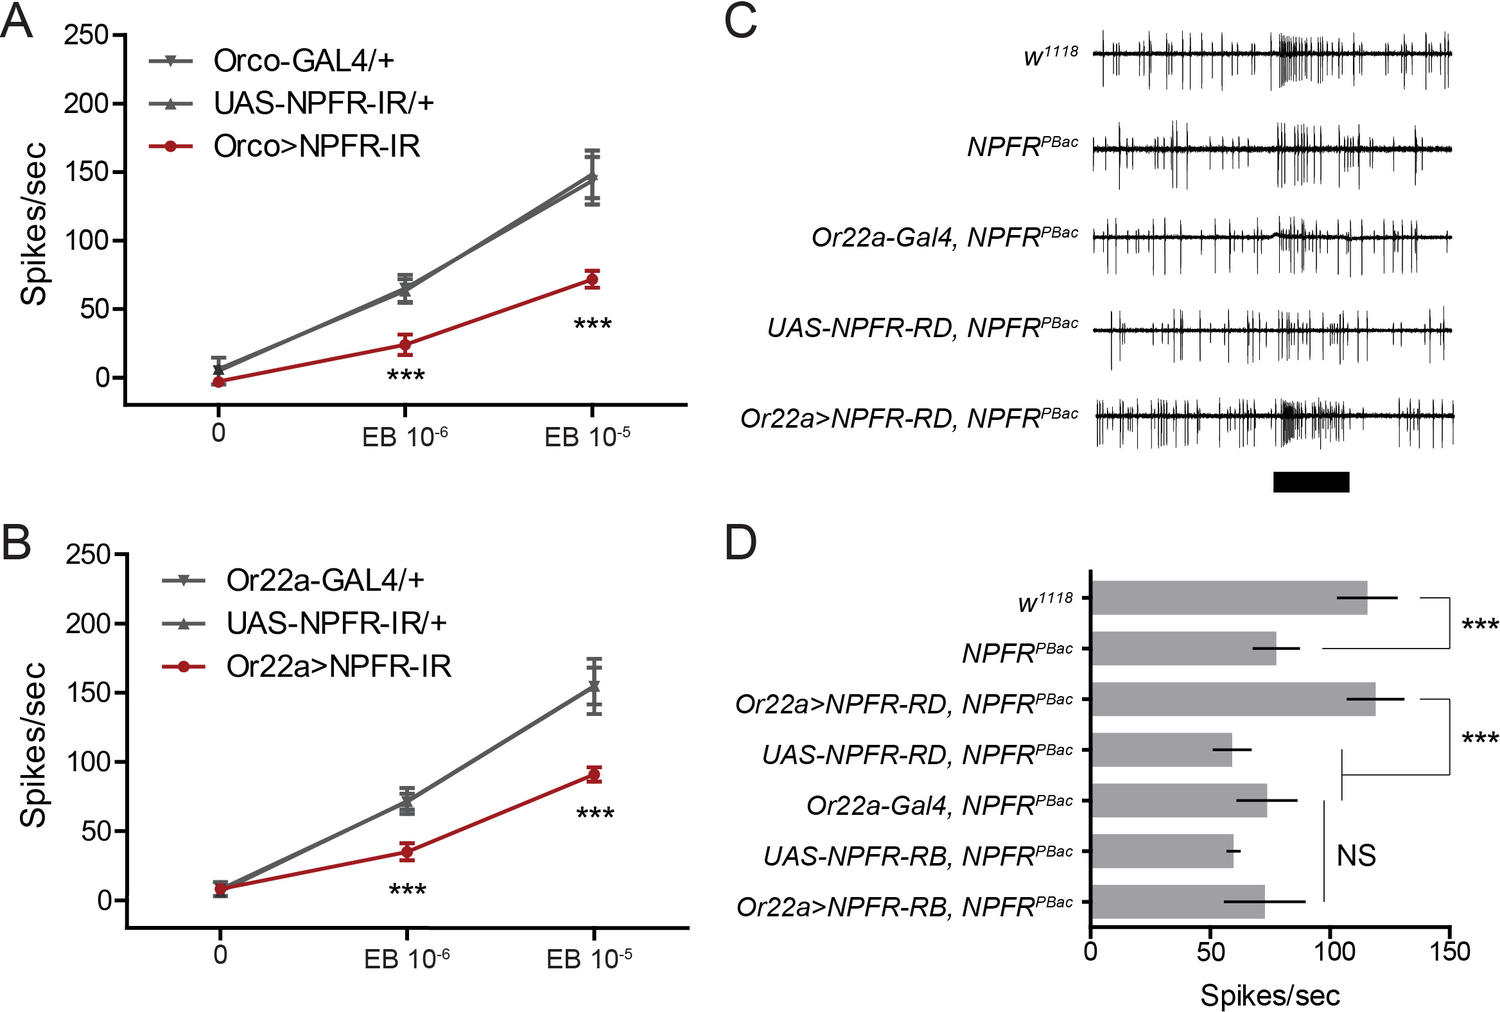 A
250
200
150
100
50
0
Spikes/sec
Orco-GAL4/+
UAS-NPFR-IR/+
Orco>NPFR-IR
***
***
0
EB 10-6
EB 10-5
B
250
200
150
100
50
0
Spikes/sec
Or22a-GAL4/+
UAS-NPFR-IR/+
Or22a>NPFR-IR
***
***
0
EB 10-6
EB 10-5
C
w1118
NPFRPBac
Or22a-Gal4, NPFRPBac
UAS-NPFR-RD, NPFRPBac
Or22a>NPFR-RD, NPFRPBac
D
w1118
NPFRPBac
Or22a>NPFR-RD, NPFRPBac
UAS-NPFR-RD, NPFRPBac
Or22a-Gal4, NPFRPBac
UAS-NPFR-RB, NPFRPBac
Or22a>NPFR-RB, NPFRPBac
***
***
NS
0
50
100
150
Spikes/sec